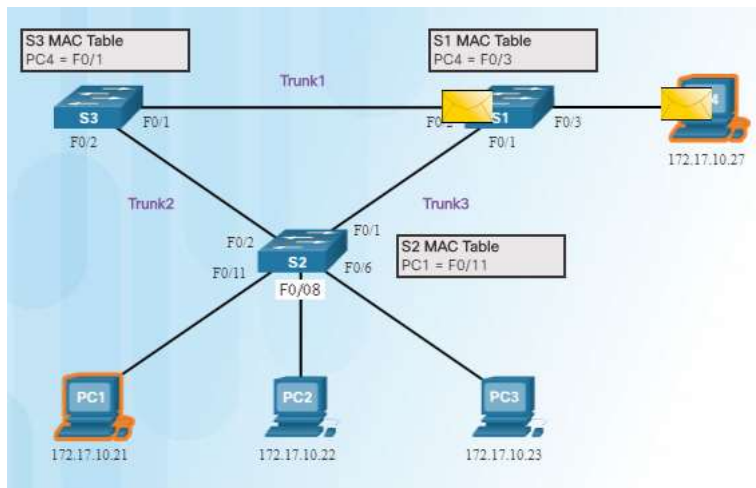 S3 MAC Table
PC4 = F0/1
S1 MAC Table
PC4 = F0/3
Trunk1
S3
F0/1
F0/2
S1
F0/3
F0/1
172.17.10.27
Trunk2
Trunk3
F0/2
F0/1
S2
F0/11
F0/6
F0/08
S2 MAC Table
PC1 = F0/11
PC1
PC2
PC3
172.17.10.21
172.17.10.22
172.17.10.23